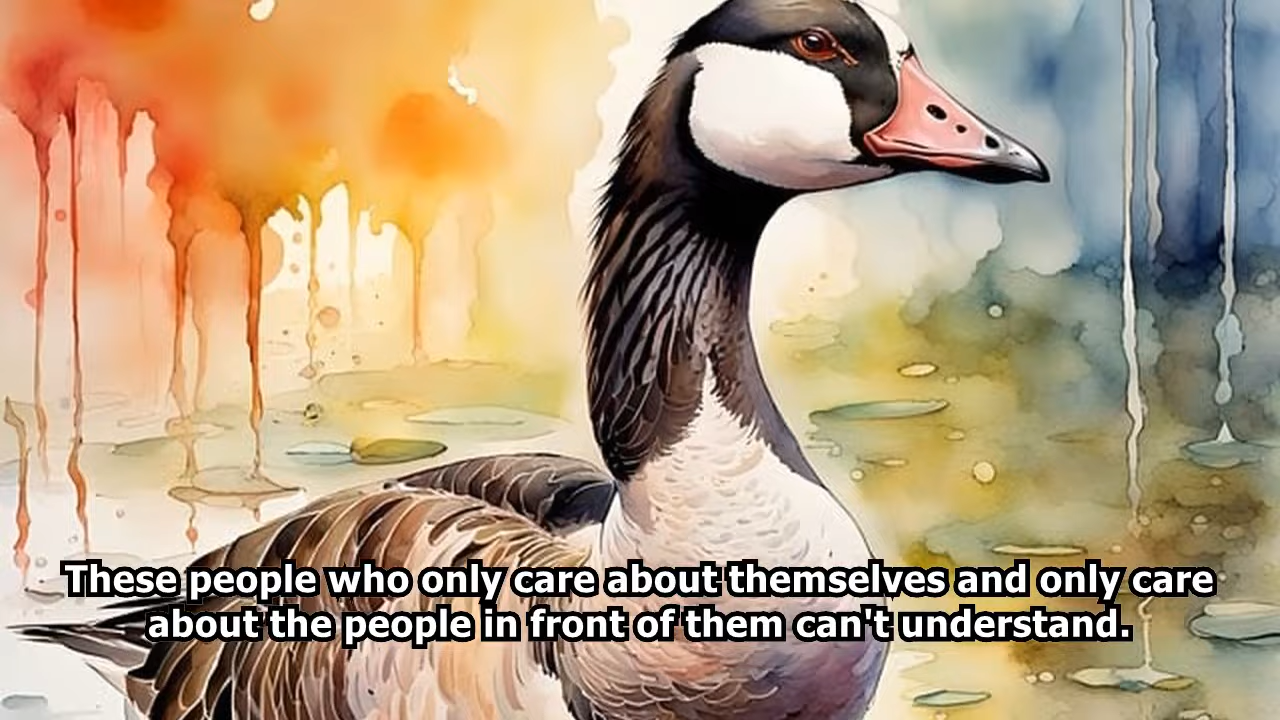 These people who only care about themselves and only care
about the people in front of them can't understand.